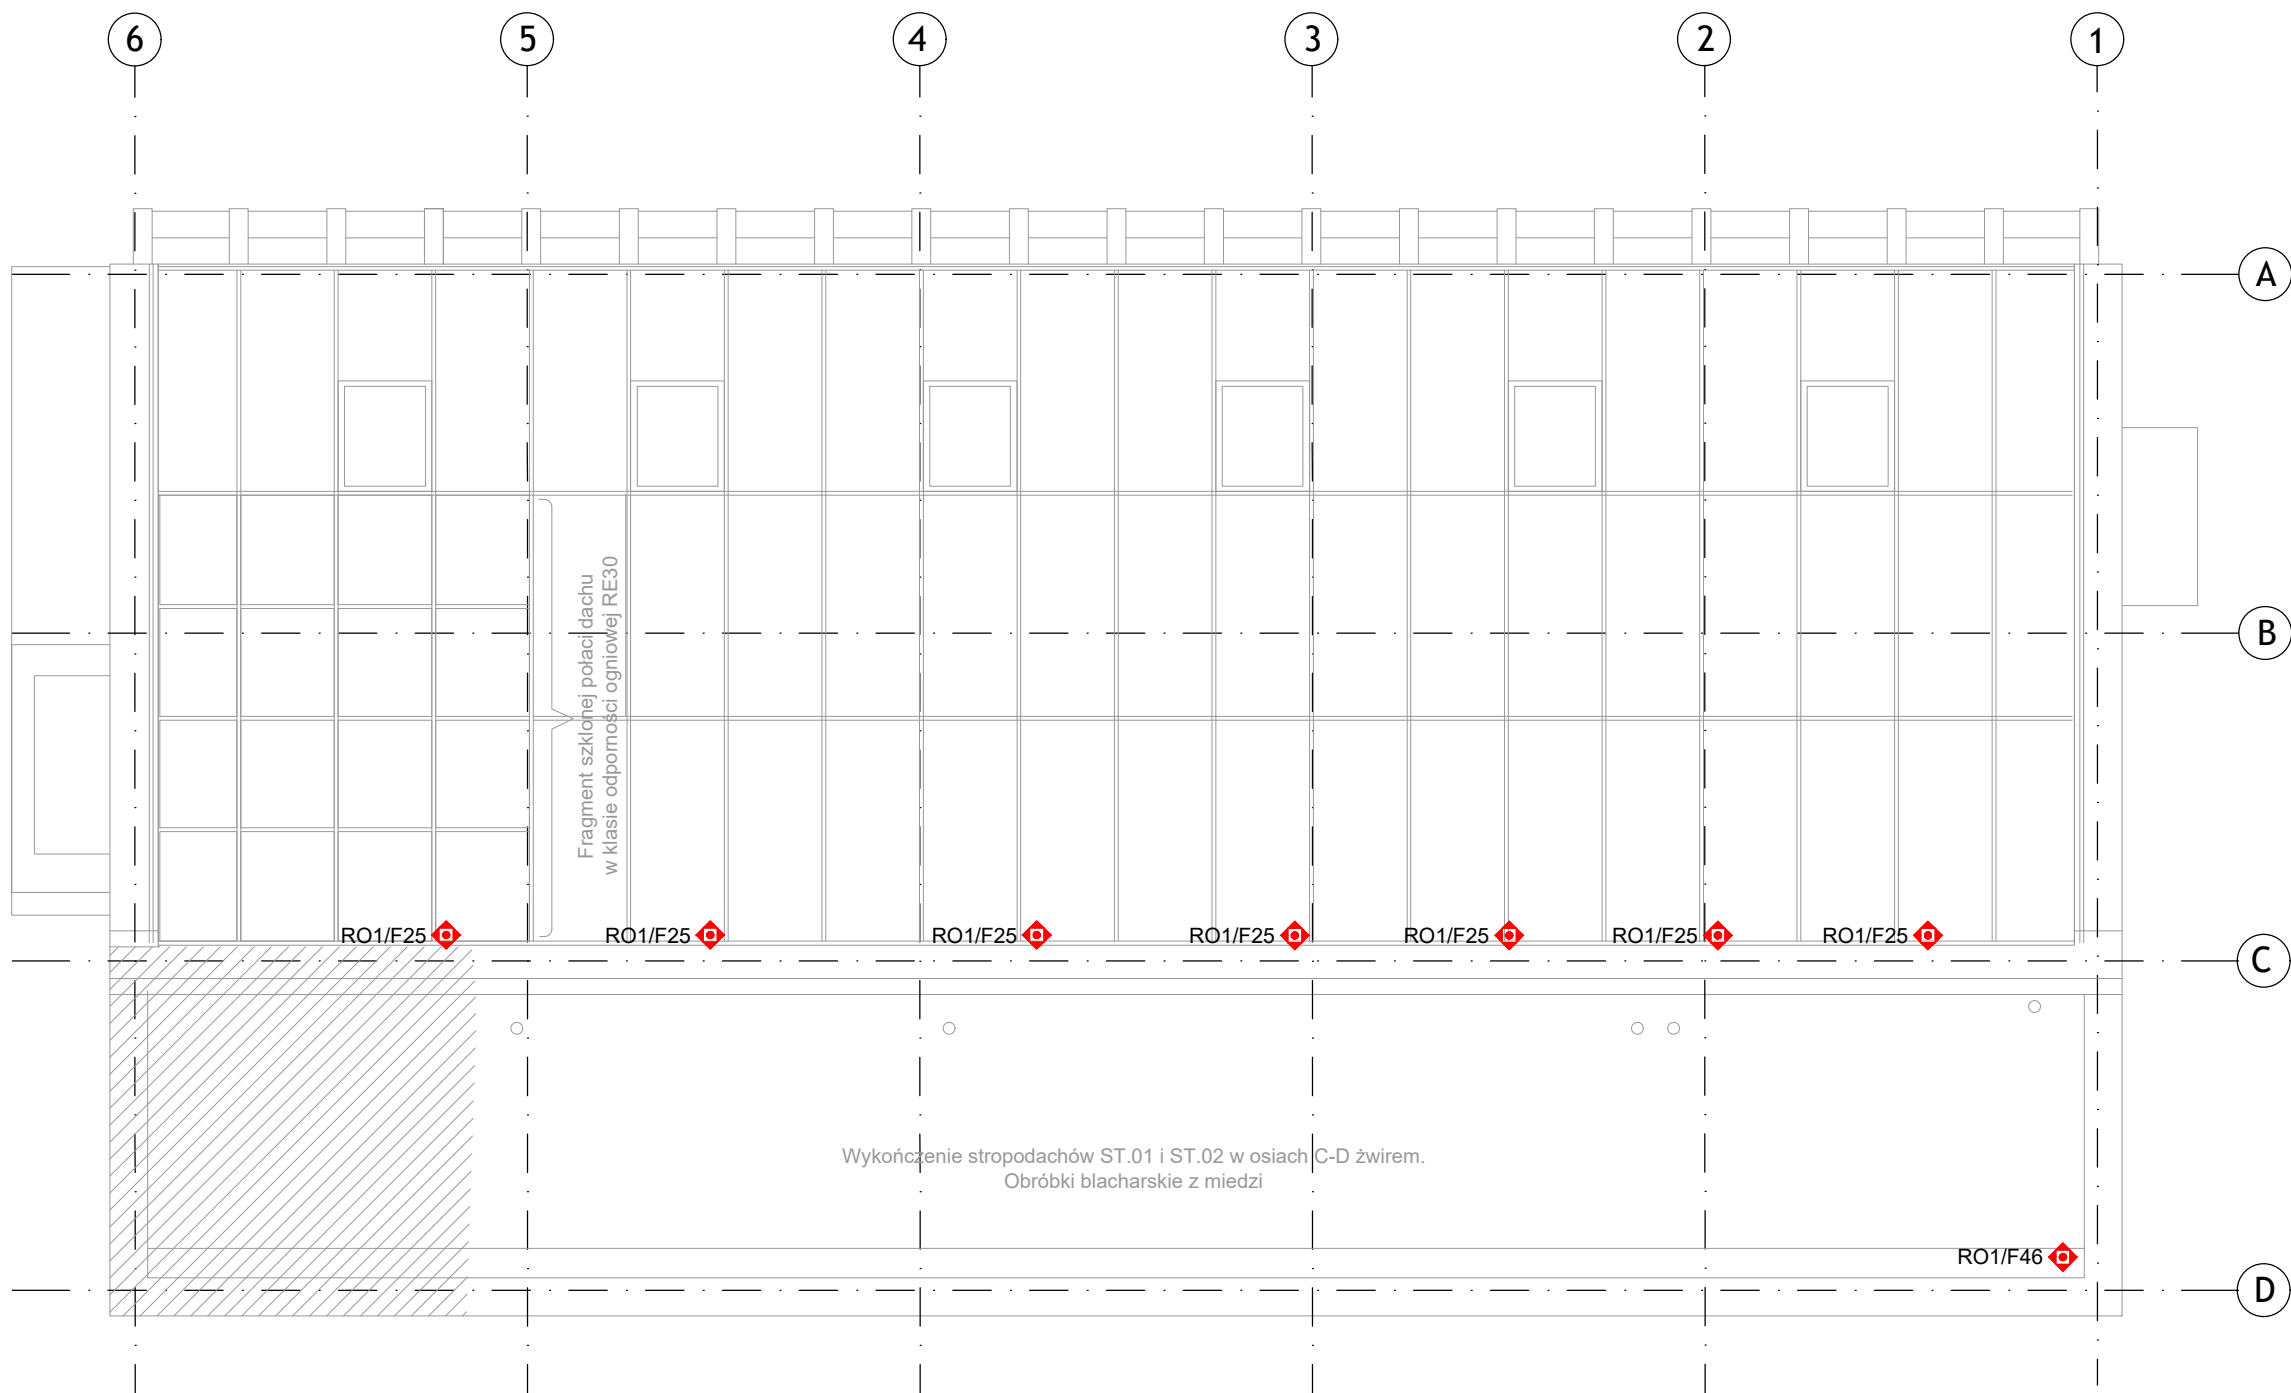 6
5
4
3
2
1
A
B
Fragment szklonej połaci dachu
w klasie odporności ogniowej RE30
RO1/F25
RO1/F25
RO1/F25
RO1/F25
RO1/F25
RO1/F25
RO1/F25
C
Wykończenie stropodachów ST.01 i ST.02 w osiach C-D żwirem.
Obróbki blacharskie z miedzi
RO1/F46
D